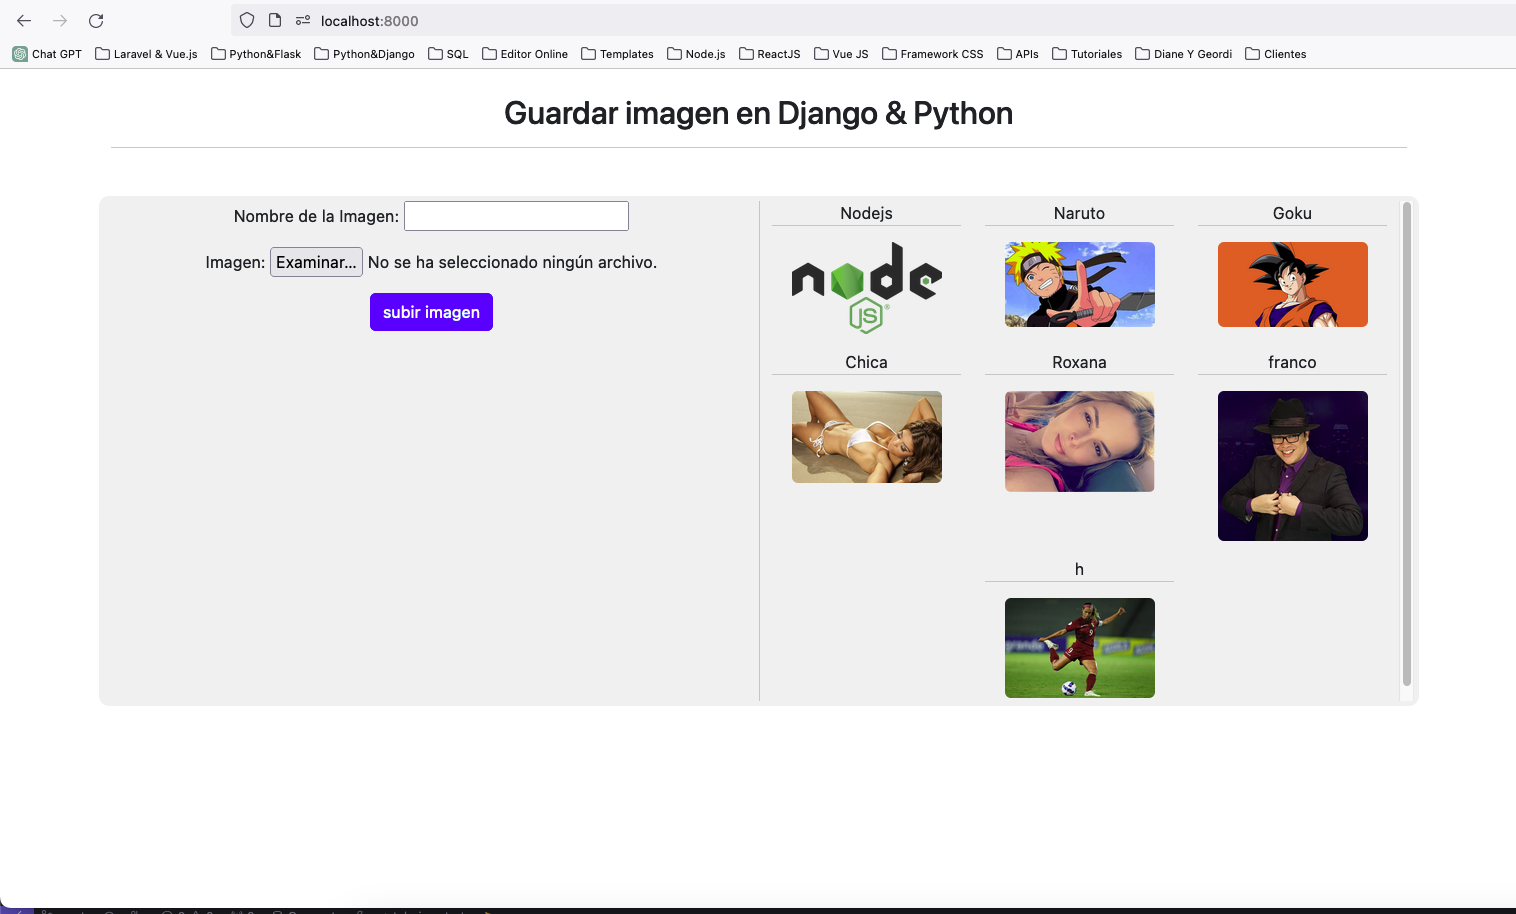 localhost:8000
Chat GPT Laravel & Vue.js Python&Flask Python&Django SQL Editor Online Templates Node.js ReactJS Vue JS Framework CSS APIs Tutoriales Diane Y Geordi Clientes
Guardar imagen en Django & Python
Nombre de la Imagen:
Imagen: Examinar... No se ha seleccionado ningún archivo.
subir imagen
Nodejs Naruto Goku
node
JS
Chica Roxana franco
h